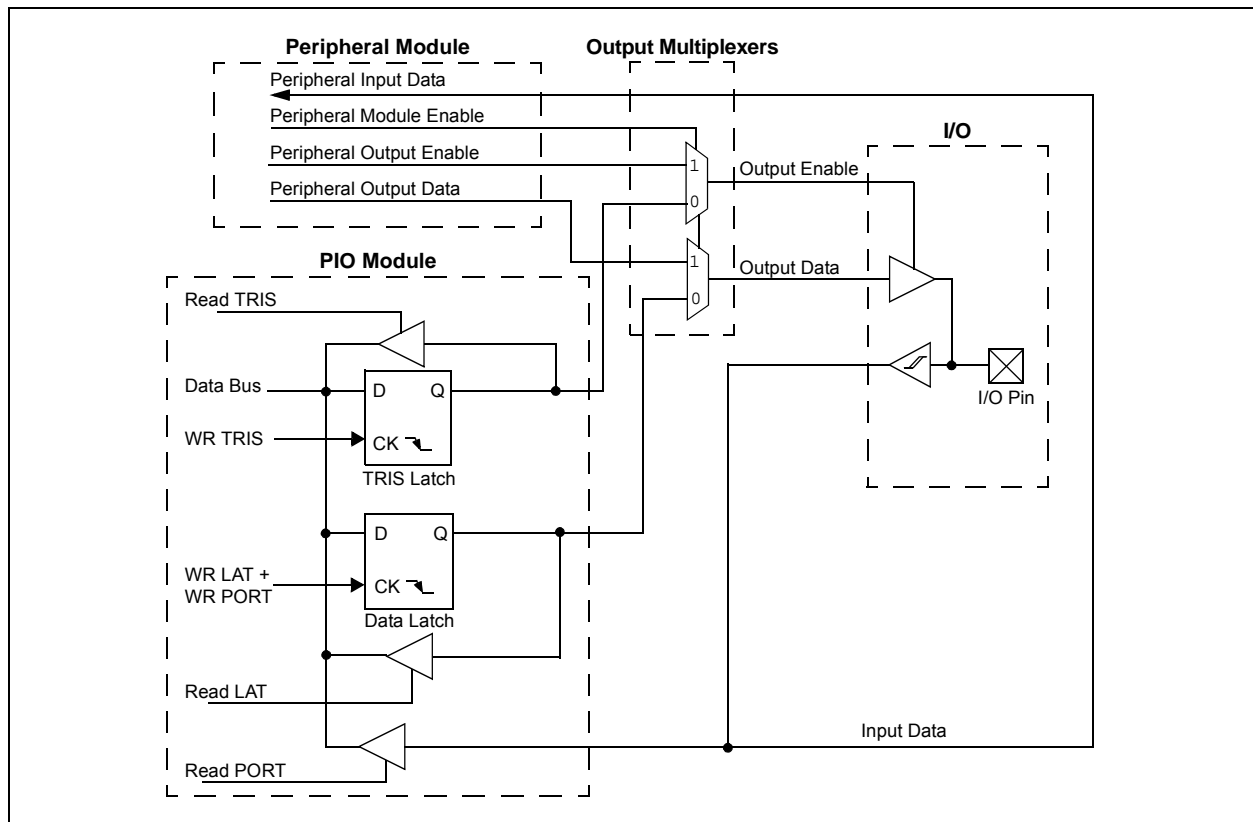 Peripheral Module
Output Multiplexers
Peripheral Input Data
Peripheral Module Enable
I/O
Peripheral Output Enable
1
Output Enable
Peripheral Output Data
0
PIO Module
1
Output Data
Read TRIS
0
Data Bus
D
Q
I/O Pin
WR TRIS
CK
TRIS Latch
D
Q
WR LAT +
WR PORT
CK
Data Latch
Read LAT
Input Data
Read PORT